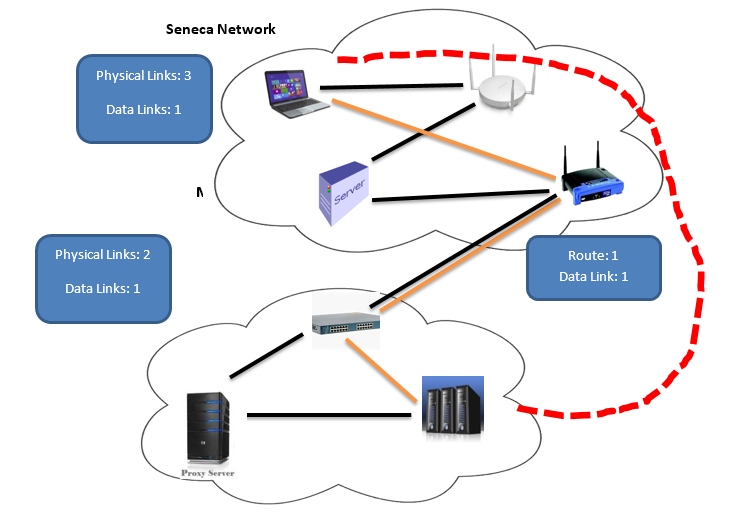 Seneca Network
Physical Links: 3
Data Links: 1
Server
M
Physical Links: 2
Data Links: 1
Route: 1
Data Link: 1
Proxy Server